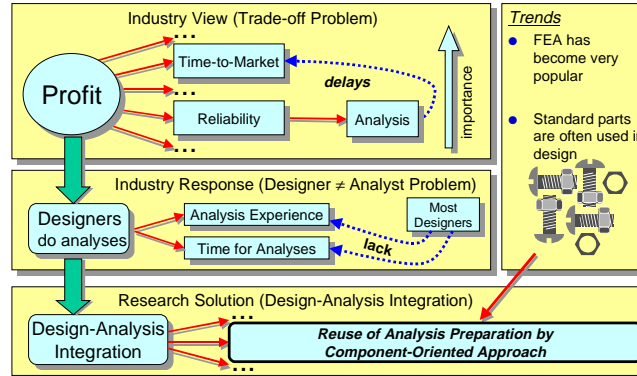 Industry View (Trade-off Problem)
...
Time-to-Market
...
Profit
delays
Reliability
Analysis
...
importance
Industry Response (Designer ≠ Analyst Problem)
Designers
do analyses
Analysis Experience
Time for Analyses
Most
Designers
lack
Research Solution (Design-Analysis Integration)
Design-Analysis
Integration
...
Reuse of Analysis Preparation by
Component-Oriented Approach
...
Trends
● FEA has
become very
popular
● Standard parts
are often used in
design